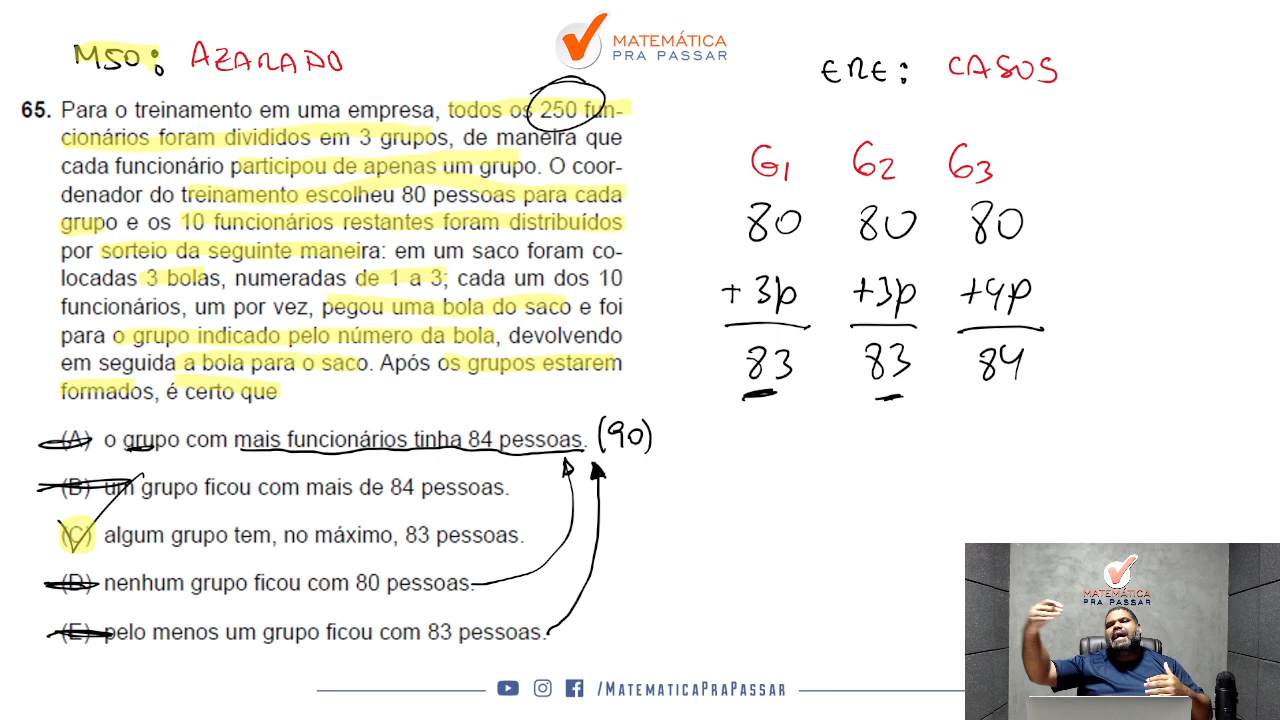 MSO: AZARADO
MATEMÁTICA
PRA PASSAR
ERE: CASOS
65. Para o treinamento em uma empresa, todos os 250 fun-
cionários foram divididos em 3 grupos, de maneira que
cada funcionário participou de apenas um grupo. O coor-
denador do treinamento escolheu 80 pessoas para cada
grupo e os 10 funcionários restantes foram distribuídos
por sorteio da seguinte maneira: em um saco foram co-
locadas 3 bolas, numeradas de 1 a 3; cada um dos 10
funcionários, um por vez, pegou uma bola do saco e foi
para o grupo indicado pelo número da bola, devolvendo
em seguida a bola para o saco. Após os grupos estarem
formados, é certo que
(A) o grupo com mais funcionários tinha 84 pessoas. (90)
(B) um grupo ficou com mais de 84 pessoas.
(C) algum grupo tem, no máximo, 83 pessoas.
(D) nenhum grupo ficou com 80 pessoas.
(E) pelo menos um grupo ficou com 83 pessoas.
G1 G2 G3
80 80 80
+3p +3p +4p
83 83 84
MATEMÁTICA
PRA PASSAR
/MATEMATICAPRAPASSAR